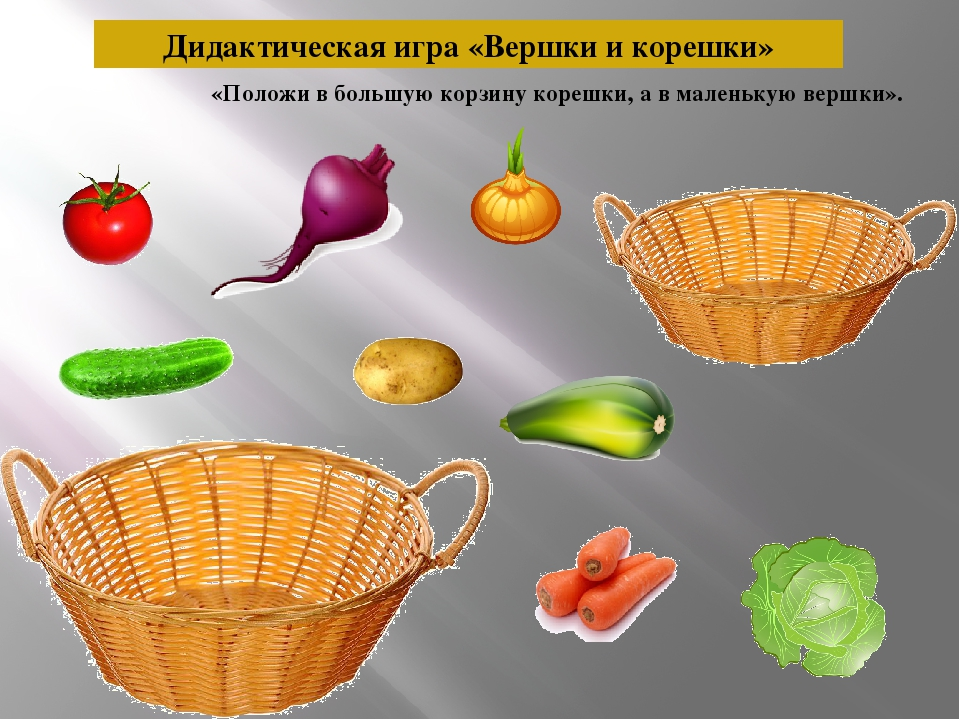 Дидактическая игра «Вершки и корешки»
«Положи в большую корзину корешки, а в маленькую вершки».